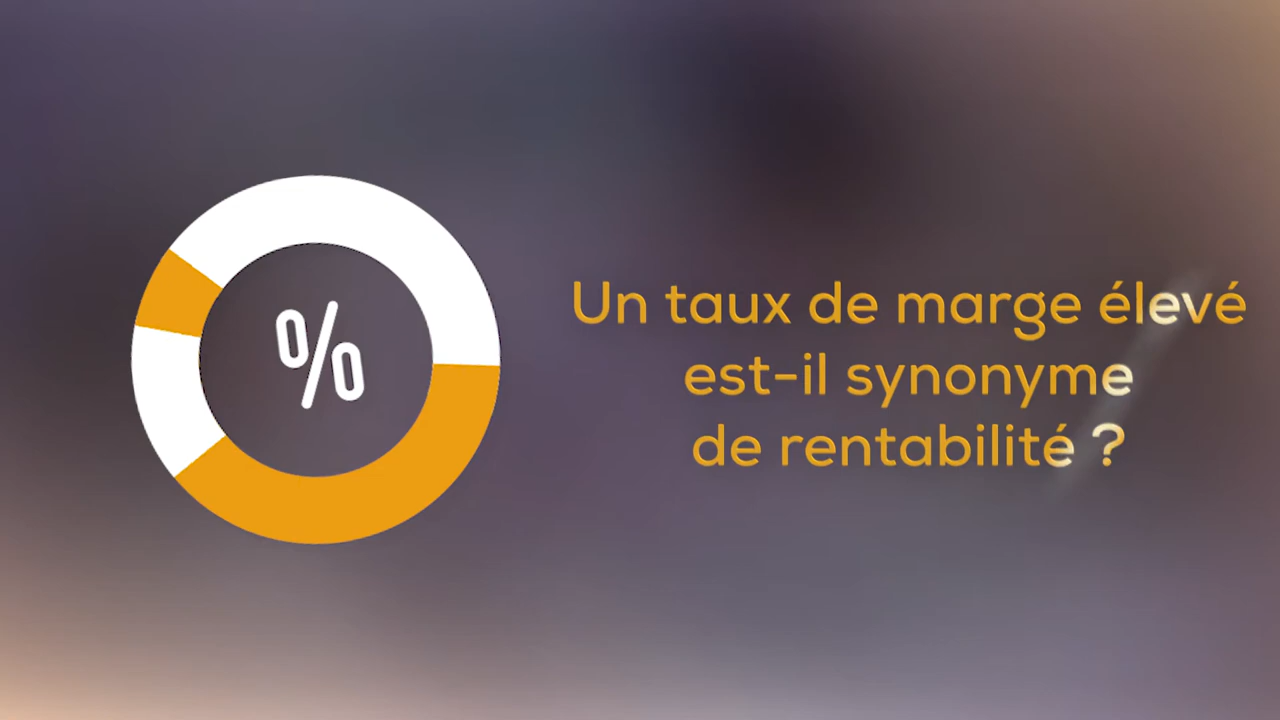 %
Un taux de marge élevé
est-il synonyme
de rentabilité ?